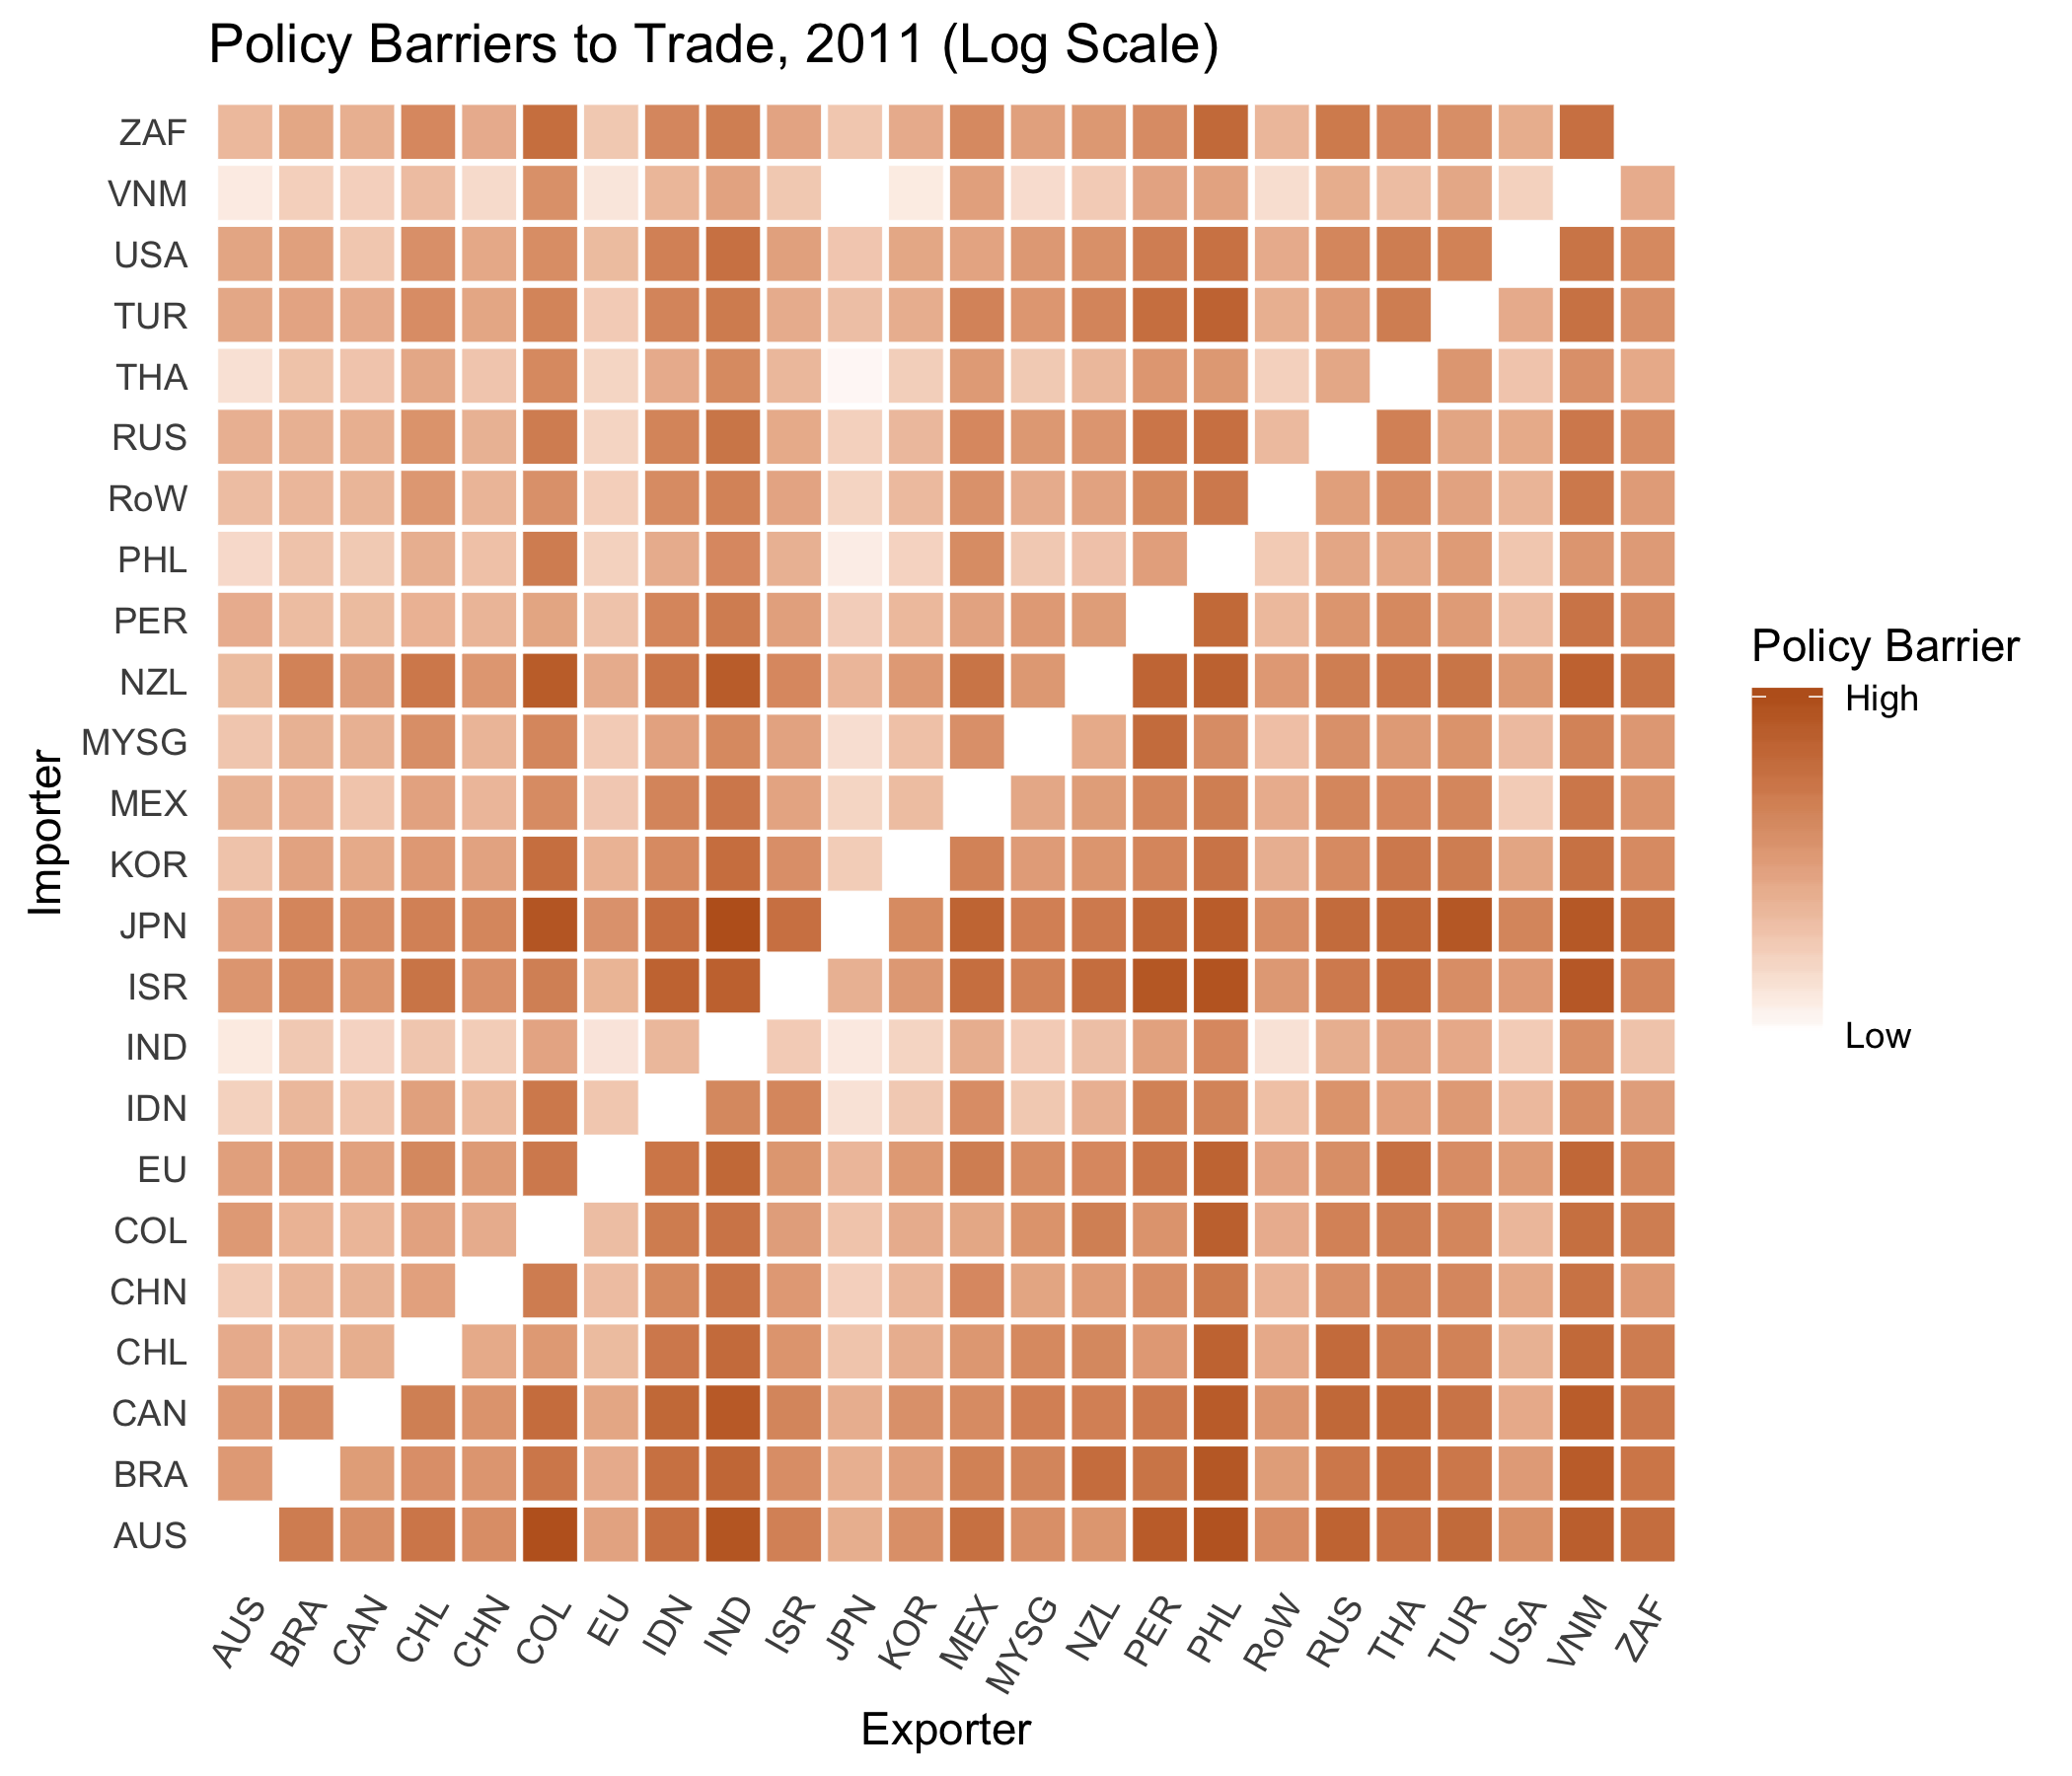 Policy Barriers to Trade, 2011 (Log Scale)
ZAF
VNM
USA
TUR
THA
RUS
RoW
PHL
PER
NZL
MYSG
MEX
KOR
JPN
ISR
IND
IDN
EU
COL
CHN
CHL
CAN
BRA
AUS
Importer
AUS BRA CAN CHL CHN COL EU IDN IND ISR JPN KOR MEX MYSG NZL PER PHL RoW RUS THA TUR USA VNM ZAF
Exporter
Policy Barrier
High
Low